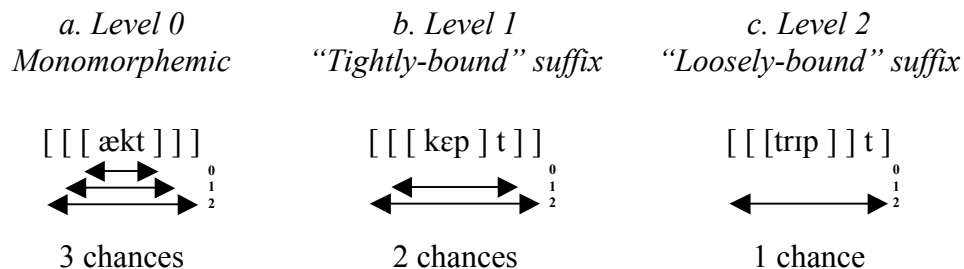 a. Level 0 b. Level 1 c. Level 2
Monomorphemic “Tightly-bound” suffix “Loosely-bound” suffix
[ [ [ ækt ] ] ] [ [ [ kɛp ] t ] ] [ [ [trɪp ] ] t ]
0 0 0
1 1 1
2 2 2
3 chances 2 chances 1 chance